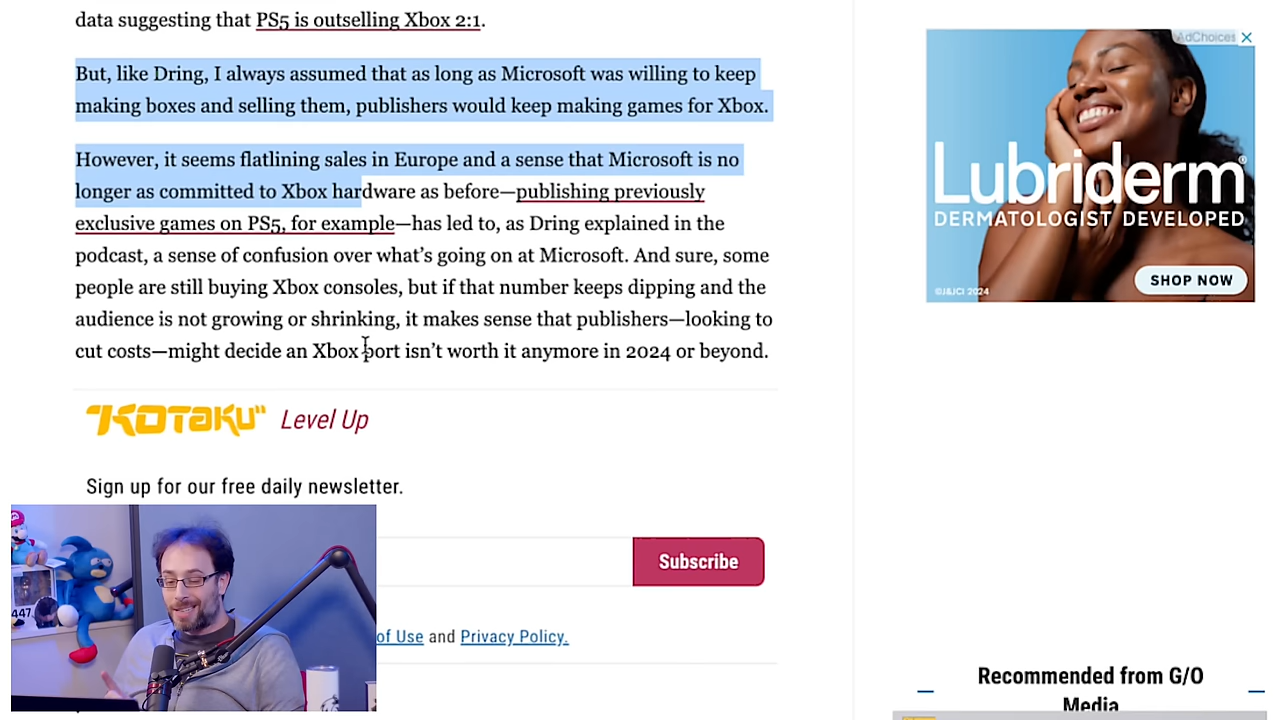 data suggesting that PS5 is outselling Xbox 2:1.
But, like Dring, I always assumed that as long as Microsoft was willing to keep
making boxes and selling them, publishers would keep making games for Xbox.
However, it seems flatlining sales in Europe and a sense that Microsoft is no
longer as committed to Xbox hardware as before—publishing previously
exclusive games on PS5, for example—has led to, as Dring explained in the
podcast, a sense of confusion over what’s going on at Microsoft. And sure, some
people are still buying Xbox consoles, but if that number keeps dipping and the
audience is not growing or shrinking, it makes sense that publishers—looking to
cut costs—might decide an Xbox port isn’t worth it anymore in 2024 or beyond.
"KOTAKU" Level Up
Sign up for our free daily newsletter.
Subscribe
of Use and Privacy Policy.
447
AdChoices
Lubriderm®
DERMATOLOGIST DEVELOPED
SHOP NOW
©J&JCI 2024
Recommended from G/O
Media